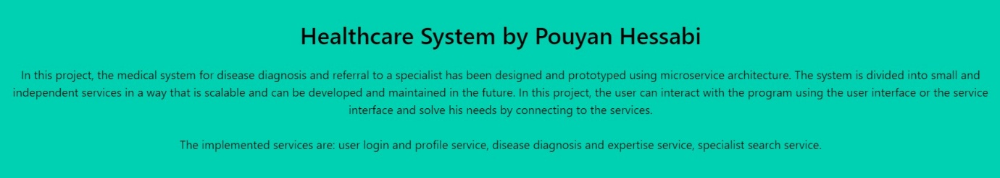 Healthcare System by Pouyan Hessabi
In this project, the medical system for disease diagnosis and referral to a specialist has been designed and prototyped using microservice architecture. The system is divided into small and
independent services in a way that is scalable and can be developed and maintained in the future. In this project, the user can interact with the program using the user interface or the service
interface and solve his needs by connecting to the services.
The implemented services are: user login and profile service, disease diagnosis and expertise service, specialist search service.